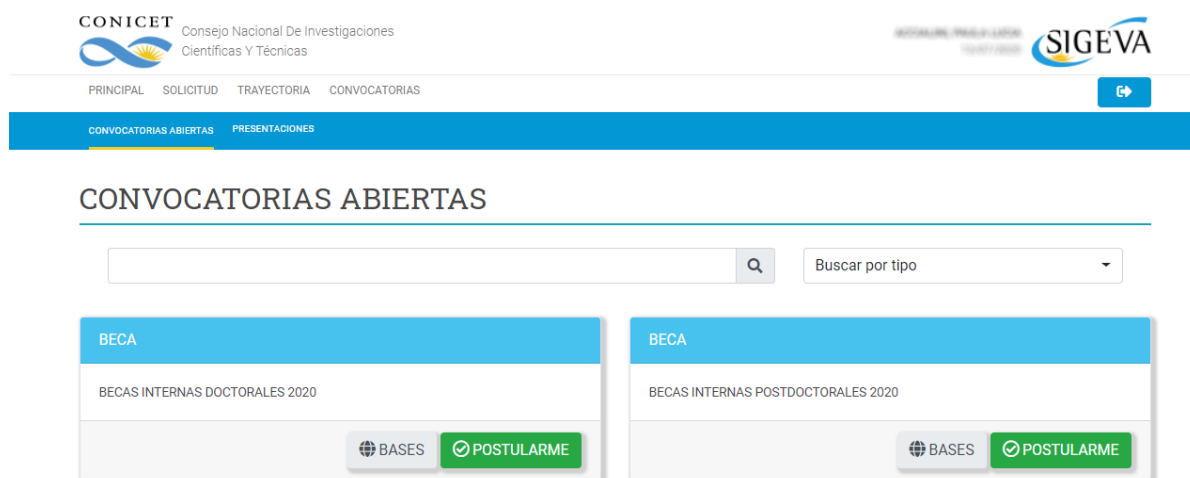 CONICET
Consejo Nacional De Investigaciones
Científicas Y Técnicas
SIGEVA
PRINCIPAL SOLICITUD TRAYECTORIA CONVOCATORIAS
CONVOCATORIAS ABIERTAS PRESENTACIONES
CONVOCATORIAS ABIERTAS
Buscar por tipo
BECA
BECAS INTERNAS DOCTORALES 2020
BASES POSTULARME
BECA
BECAS INTERNAS POSTDOCTORALES 2020
BASES POSTULARME